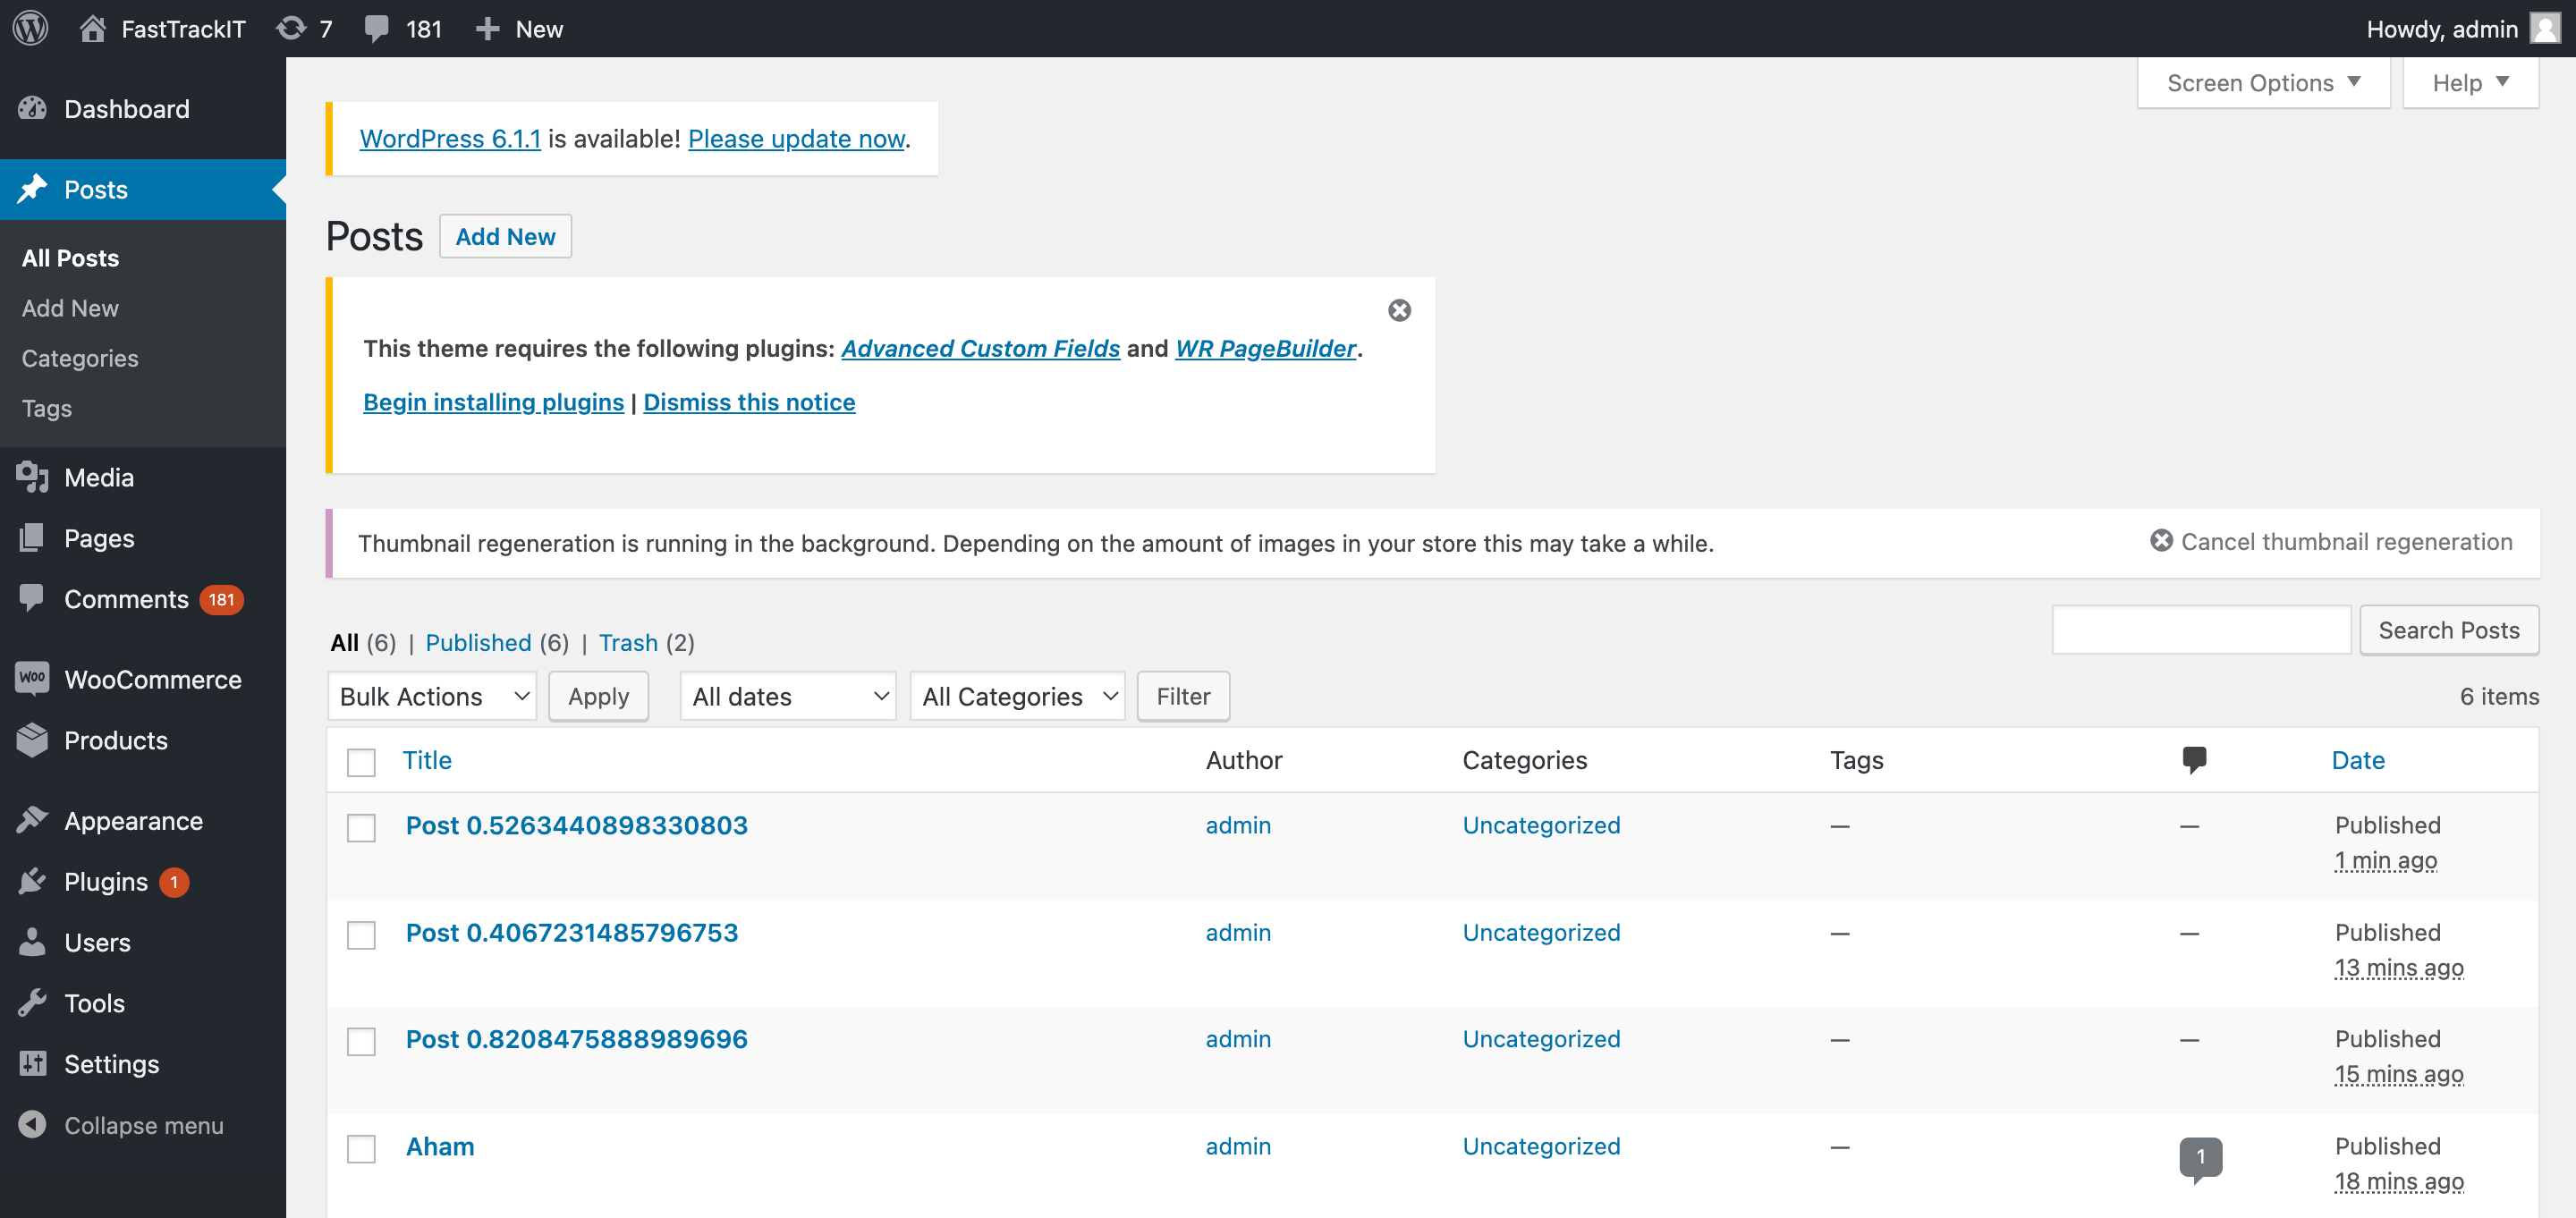 FastTrackIT 7 181 New Howdy, admin
Screen Options Help
Dashboard
Posts
All Posts
Add New
Categories
Tags
Media
Pages
Comments 181
WOO WooCommerce
Products
Appearance
Plugins 1
Users
Tools
Settings
Collapse menu
WordPress 6.1.1 is available! Please update now.
Posts Add New
This theme requires the following plugins: Advanced Custom Fields and WR PageBuilder.
Begin installing plugins | Dismiss this notice
Thumbnail regeneration is running in the background. Depending on the amount of images in your store this may take a while. Cancel thumbnail regeneration
All (6) | Published (6) | Trash (2)
Search Posts
Bulk Actions Apply All dates All Categories Filter 6 items
Title Author Categories Tags Date
Post 0.5263440898330803 admin Uncategorized — — Published
1 min ago
Post 0.4067231485796753 admin Uncategorized — — Published
13 mins ago
Post 0.8208475888989696 admin Uncategorized — — Published
15 mins ago
Aham admin Uncategorized — 1 Published
18 mins ago